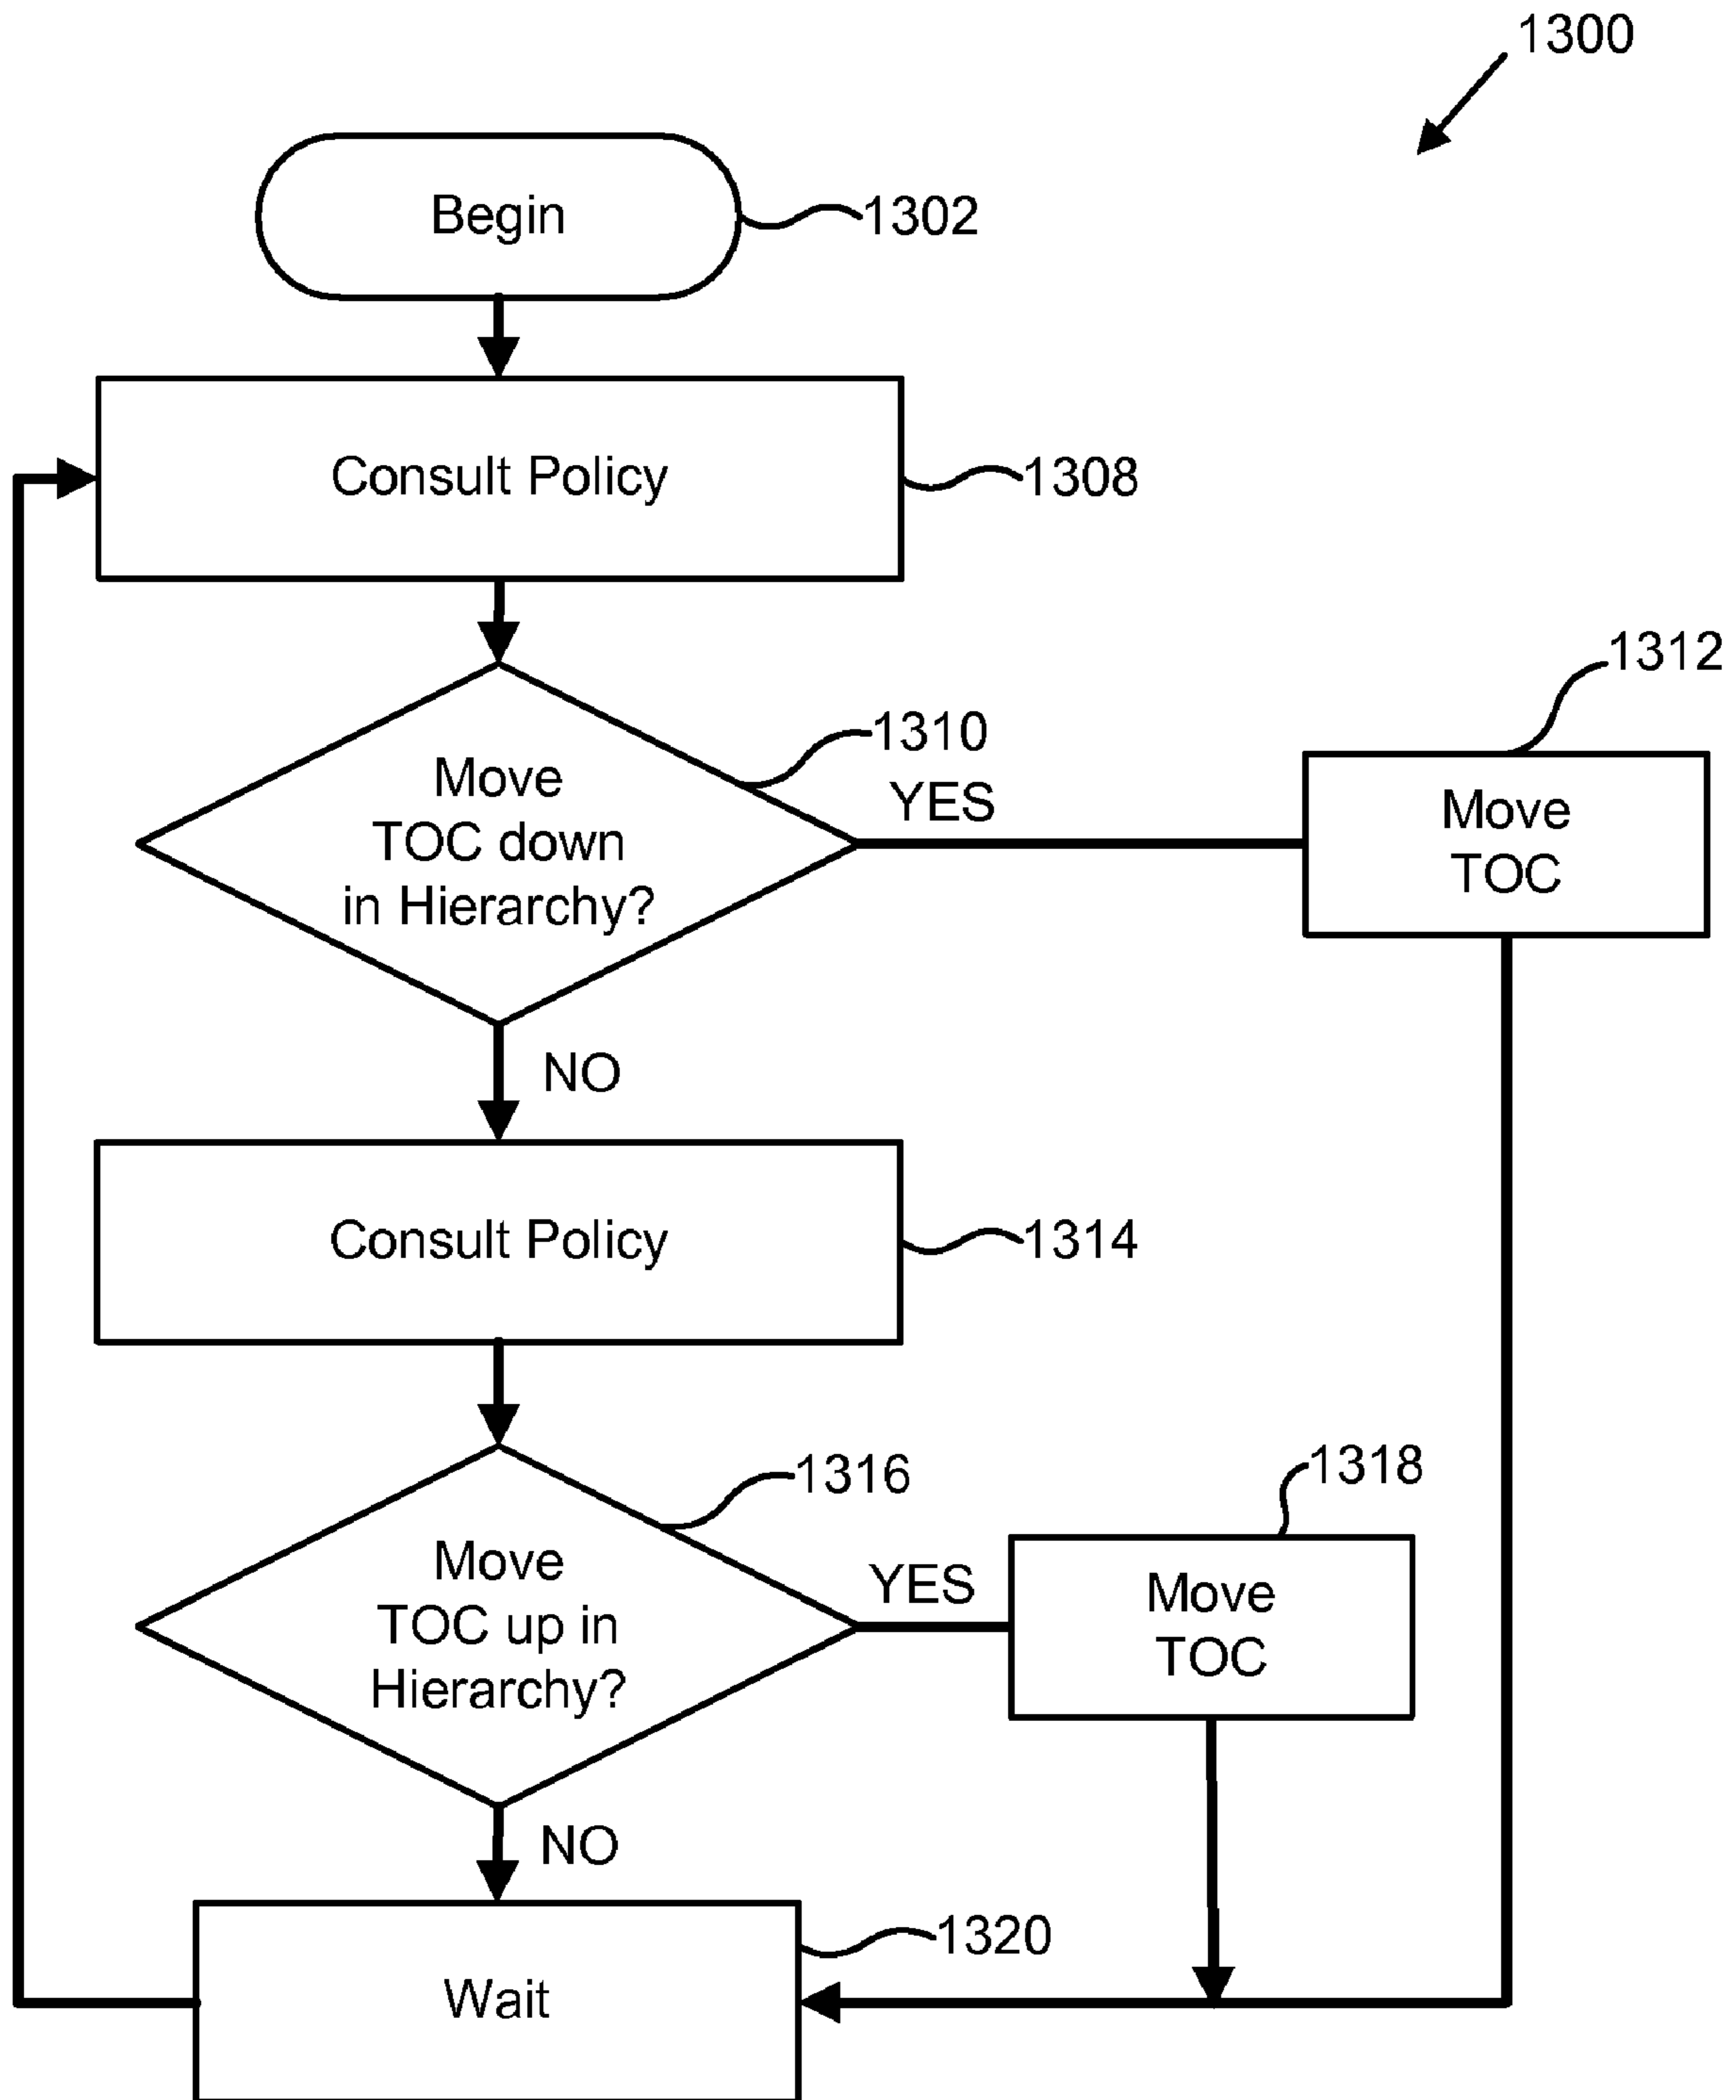 1300
Begin
1302
Consult Policy
1308
1310
Move
TOC down
in Hierarchy?
YES
1312
Move
TOC
NO
Consult Policy
1314
1316
Move
TOC up in
Hierarchy?
YES
1318
Move
TOC
NO
1320
Wait